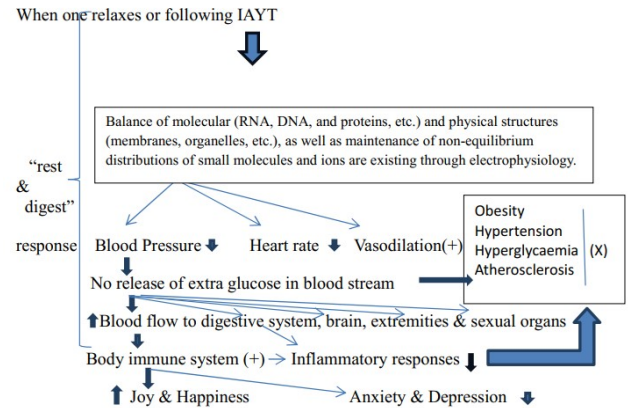 When one relaxes or following IAYT
Balance of molecular (RNA, DNA, and proteins, etc.) and physical structures
(membranes, organelles, etc.), as well as maintenance of non-equilibrium
distributions of small molecules and ions are existing through electrophysiology.
“rest
&
digest”
response
Obesity
Hypertension
Hyperglycaemia
Atherosclerosis
(X)
Blood Pressure
Heart rate
Vasodilation(+)
No release of extra glucose in blood stream
Blood flow to digestive system, brain, extremities & sexual organs
Body immune system (+)
Inflammatory responses
Joy & Happiness
Anxiety & Depression